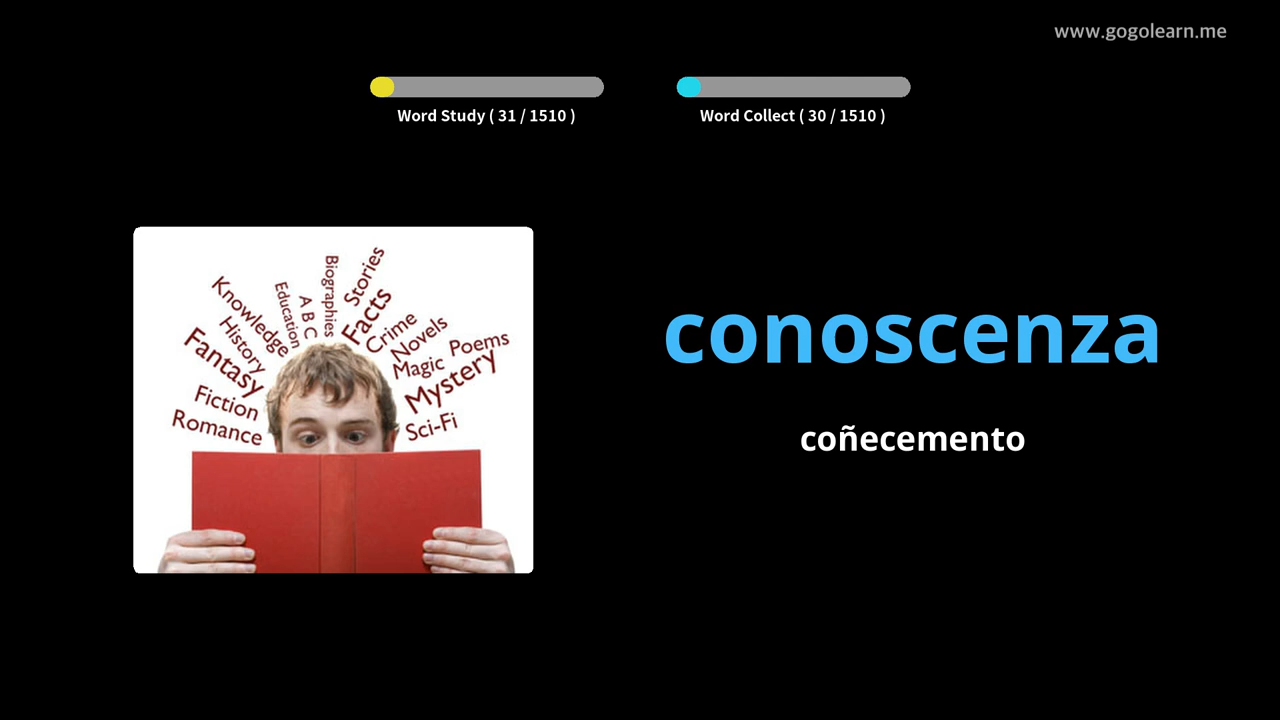 www.gogolearn.me
Word Study ( 31 / 1510 )
Word Collect ( 30 / 1510 )
Biographies
Stories
Education
A B C
Facts
Knowledge
Crime
History
Novels
Fantasy
Magic
Poems
Mystery
Fiction
Romance
Sci-Fi
conoscenza
coñecemento